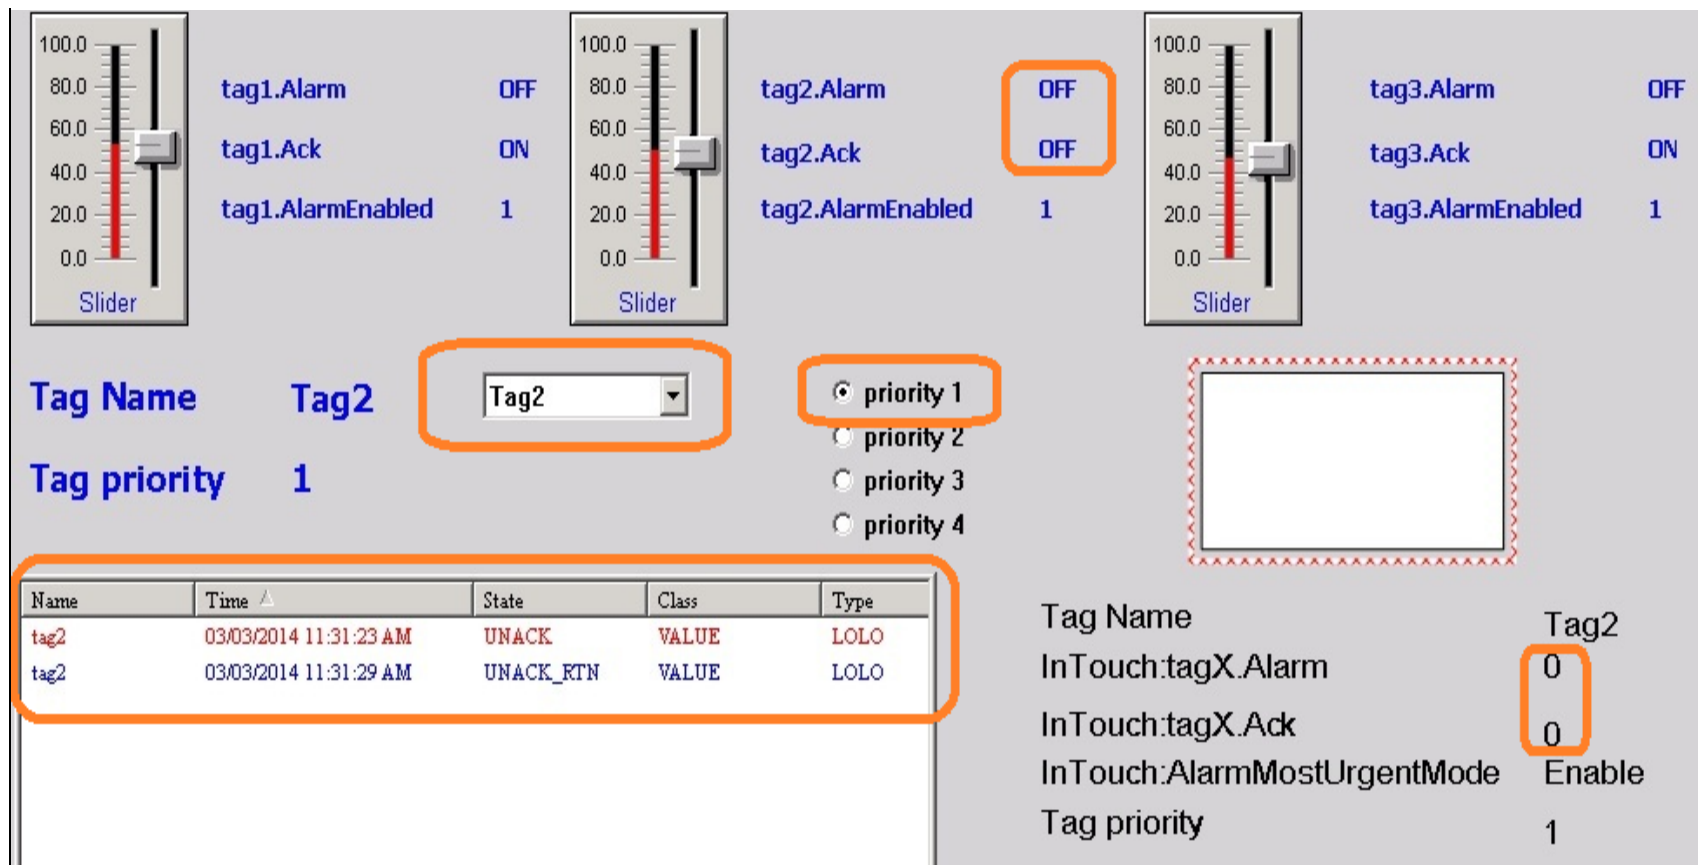 100.0
80.0
60.0
40.0
20.0
0.0
Slider
tag1.Alarm OFF
tag1.Ack ON
tag1.AlarmEnabled 1
100.0
80.0
60.0
40.0
20.0
0.0
Slider
tag2.Alarm OFF
tag2.Ack OFF
tag2.AlarmEnabled 1
100.0
80.0
60.0
40.0
20.0
0.0
Slider
tag3.Alarm OFF
tag3.Ack ON
tag3.AlarmEnabled 1
Tag Name Tag2
Tag2
Tag priority 1
priority 1
priority 2
priority 3
priority 4
Name Time State Class Type
tag2 03/03/2014 11:31:23 AM UNACK VALUE LOLO
tag2 03/03/2014 11:31:29 AM UNACK_RTN VALUE LOLO
Tag Name Tag2
InTouch:tagX.Alarm 0
InTouch:tagX.Ack 0
InTouch:AlarmMostUrgentMode Enable
Tag priority 1